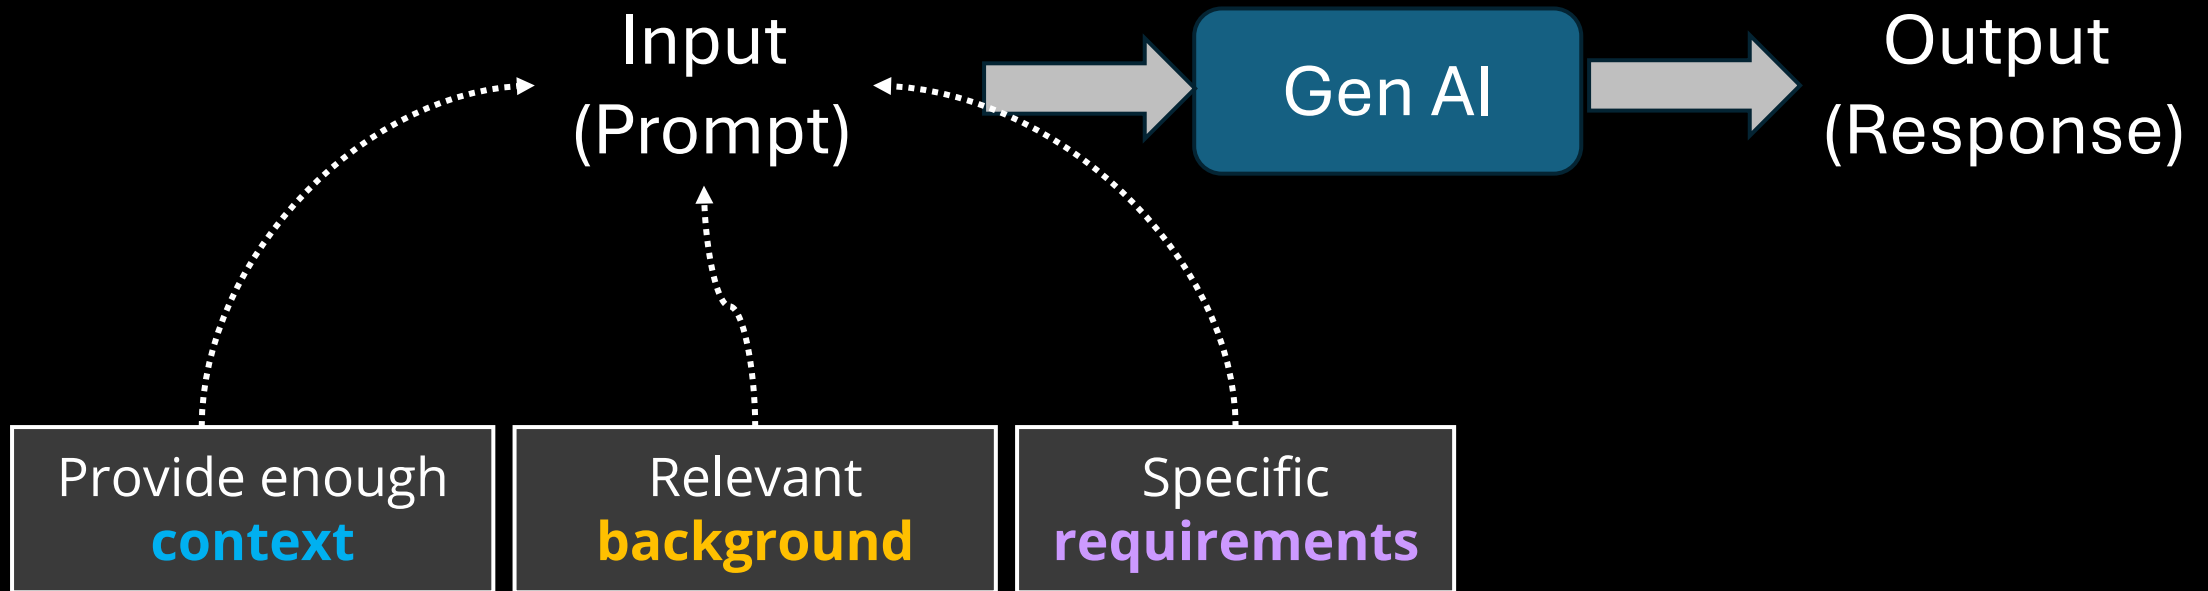 Input
(Prompt)
Gen AI
Output
(Response)
Provide enough
context
Relevant
background
Specific
requirements